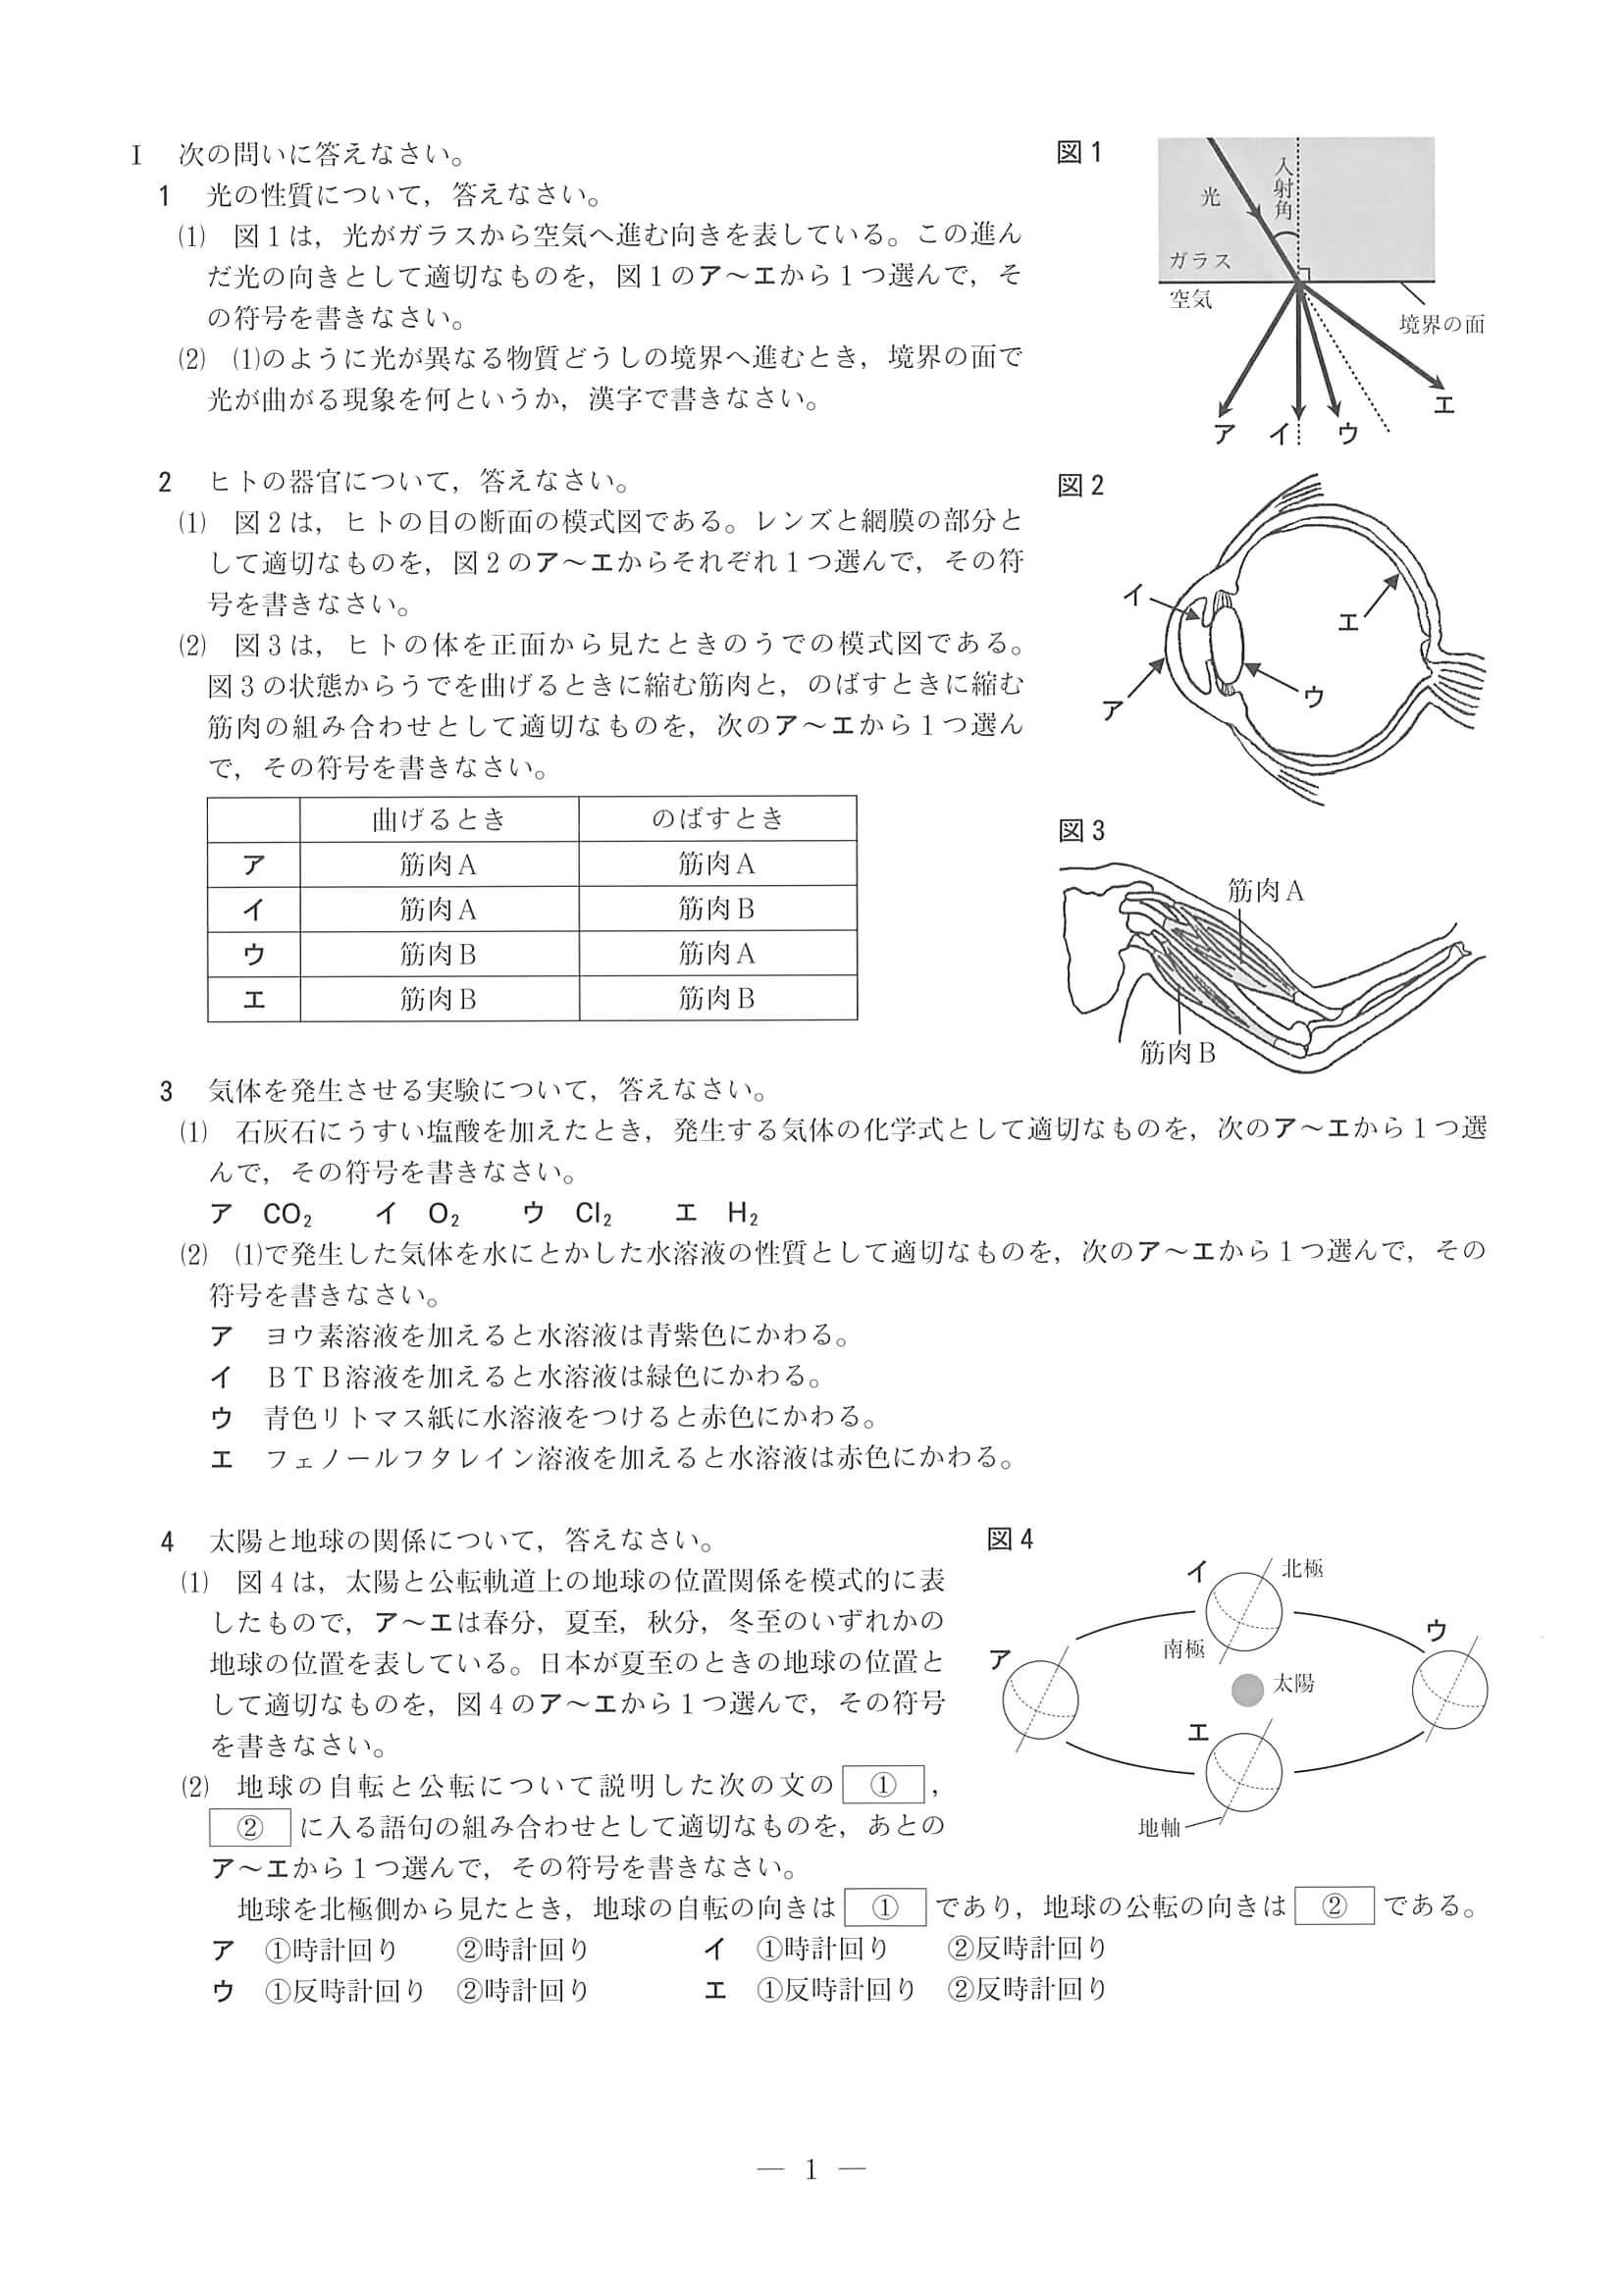 Ⅰ 次の問いに答えなさい。
1 光の性質について，答えなさい。
(1) 図1は，光がガラスから空気へ進む向きを表している。この進ん
だ光の向きとして適切なものを，図1のア～エから1つ選んで，そ
の符号を書きなさい。
(2) (1)のように光が異なる物質どうしの境界へ進むとき，境界の面で
光が曲がる現象を何というか，漢字で書きなさい。
図1
光
入射角
ガラス
空気
境界の面
ア
イ
ウ
エ
2 ヒトの器官について，答えなさい。
(1) 図2は，ヒトの目の断面の模式図である。レンズと網膜の部分と
して適切なものを，図2のア～エからそれぞれ1つ選んで，その符
号を書きなさい。
(2) 図3は，ヒトの体を正面から見たときのうでの模式図である。
図3の状態からうでを曲げるときに縮む筋肉と，のばすときに縮む
筋肉の組み合わせとして適切なものを，次のア～エから1つ選ん
で，その符号を書きなさい。
曲げるとき のばすとき
ア 筋肉A 筋肉A
イ 筋肉A 筋肉B
ウ 筋肉B 筋肉A
エ 筋肉B 筋肉B
図2
イ
エ
ウ
ア
図3
筋肉A
筋肉B
3 気体を発生させる実験について，答えなさい。
(1) 石灰石にうすい塩酸を加えたとき，発生する気体の化学式として適切なものを，次のア～エから1つ選
んで，その符号を書きなさい。
ア CO₂ イ O₂ ウ Cl₂ エ H₂
(2) (1)で発生した気体を水にとかした水溶液の性質として適切なものを，次のア～エから1つ選んで，その
符号を書きなさい。
ア ヨウ素溶液を加えると水溶液は青紫色にかわる。
イ BTB溶液を加えると水溶液は緑色にかわる。
ウ 青色リトマス紙に水溶液をつけると赤色にかわる。
エ フェノールフタレイン溶液を加えると水溶液は赤色にかわる。
4 太陽と地球の関係について，答えなさい。
(1) 図4は，太陽と公転軌道上の地球の位置関係を模式的に表
したもので，ア～エは春分，夏至，秋分，冬至のいずれかの
地球の位置を表している。日本が夏至のときの地球の位置と
して適切なものを，図4のア～エから1つ選んで，その符号
を書きなさい。
(2) 地球の自転と公転について説明した次の文の ① ，
② に入る語句の組み合わせとして適切なものを，あとの
ア～エから1つ選んで，その符号を書きなさい。
図4
イ
北極
南極
ウ
ア
太陽
エ
地軸
地球を北極側から見たとき，地球の自転の向きは ① であり，地球の公転の向きは ② である。
ア ①時計回り ②時計回り イ ①時計回り ②反時計回り
ウ ①反時計回り ②時計回り エ ①反時計回り ②反時計回り
— 1 —